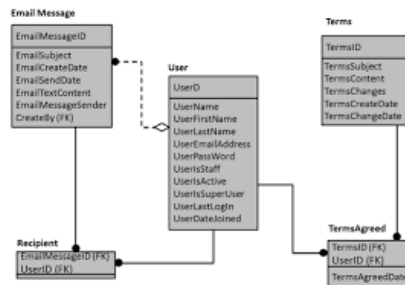 Email Message
EmailMessageID
EmailSubject
EmailCreateDate
EmailSendDate
EmailTextContent
EmailMessageSender
CreateBy (FK)
User
UserD
UserName
UserFirstName
UserLastName
UserEmailAddress
UserPassWord
UserIsStaff
UserIsActive
UserIsSuperUser
UserLastLogIn
UserDateJoined
Terms
TermsID
TermsSubject
TermsContent
TermsChanges
TermsCreateDate
TermsChangeDate
Recipient
EmailMessageID (FK)
UserID (FK)
TermsAgreed
TermsID (FK)
UserID (FK)
TermsAgreedDate